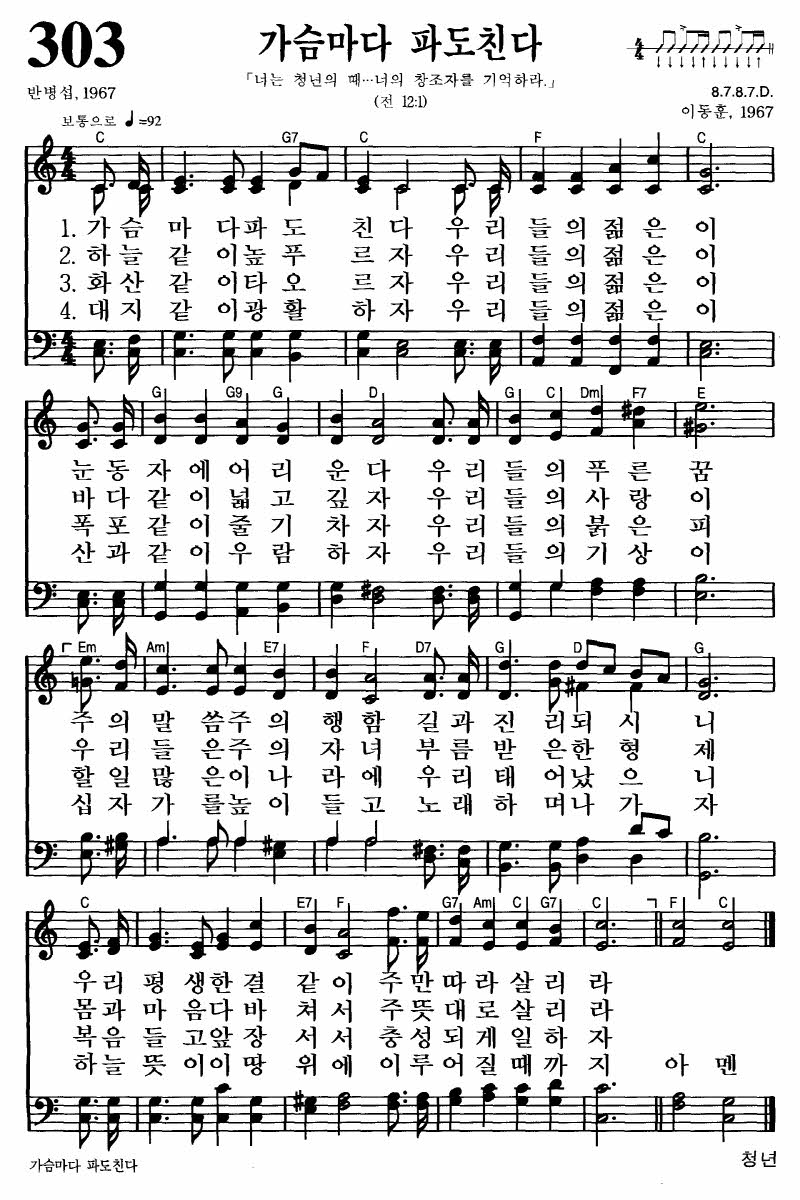 303
가슴마다 파도친다
「너는 청년의 때…너의 창조자를 기억하라.」
(전 12:1)
반병섭, 1967
8.7.8.7.D.
이동훈, 1967
보통으로 ♩=92
C G7 C F C
1. 가슴마다파도 친다 우리들의젊은이
2. 하늘같이높푸 르자 우리들의젊은이
3. 화산같이타오 르자 우리들의젊은이
4. 대지같이광활 하자 우리들의젊은이
G G9 G D G C Dm F7 E
눈동자에어리 운다 우리들의푸른꿈
바다같이넓고 깊자 우리들의사랑이
폭포같이줄기 차자 우리들의붉은피
산과같이우람 하자 우리들의기상이
Em Am E7 F D7 G D G
주의말씀주의 행함 길과진리되시니
우리들은주의 자녀 부름받은한형제
할일많은이나 라에 우리태어났으니
십자가를높이 들고 노래하며나가자
C E7 F G7 Am C G7 C F C
우리평생한결 같이 주만따라살리라
몸과마음다바 쳐서 주뜻대로살리라
복음들고앞장 서서 충성되게일하자
하늘뜻이이땅 위에 이루어질때까지 아멘
가슴마다 파도친다
청년